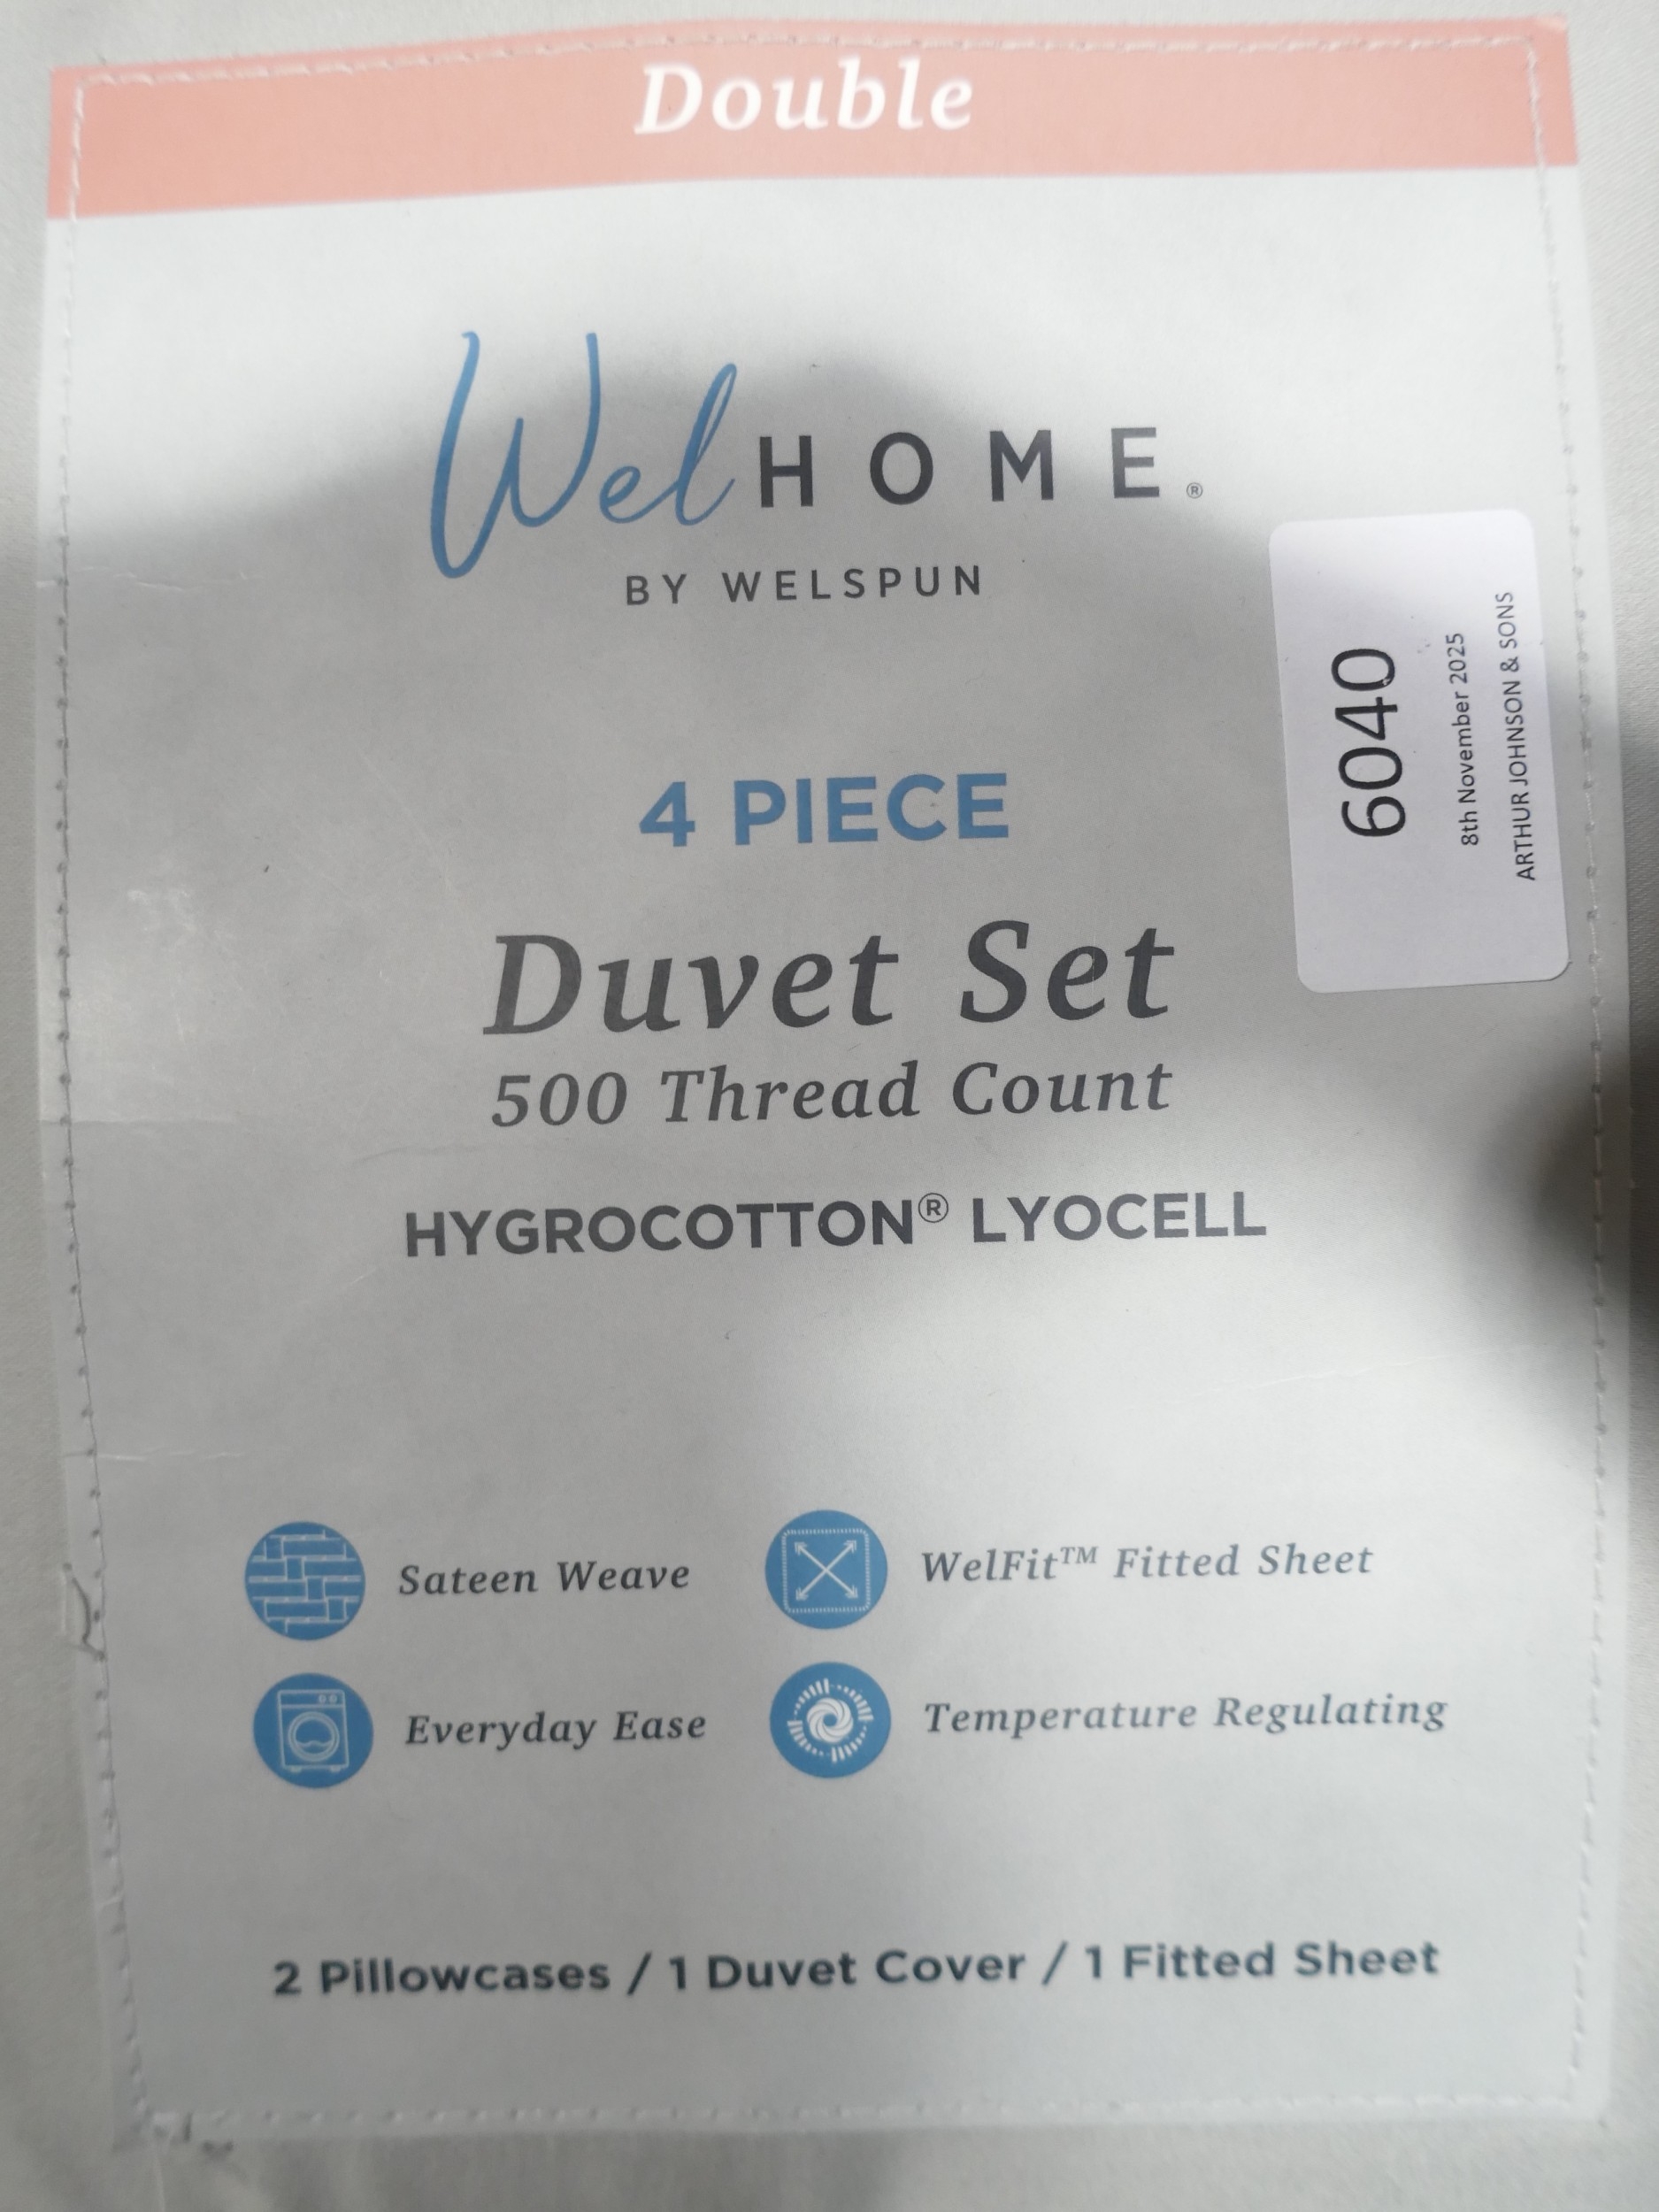 Double
WelHOME®
BY WELSPUN
4 PIECE
Duvet Set
500 Thread Count
HYGROCOTTON® LYOCELL
Sateen Weave
WelFit™ Fitted Sheet
Everyday Ease
Temperature Regulating
2 Pillowcases / 1 Duvet Cover / 1 Fitted Sheet
6040
8th November 2025
ARTHUR JOHNSON & SONS